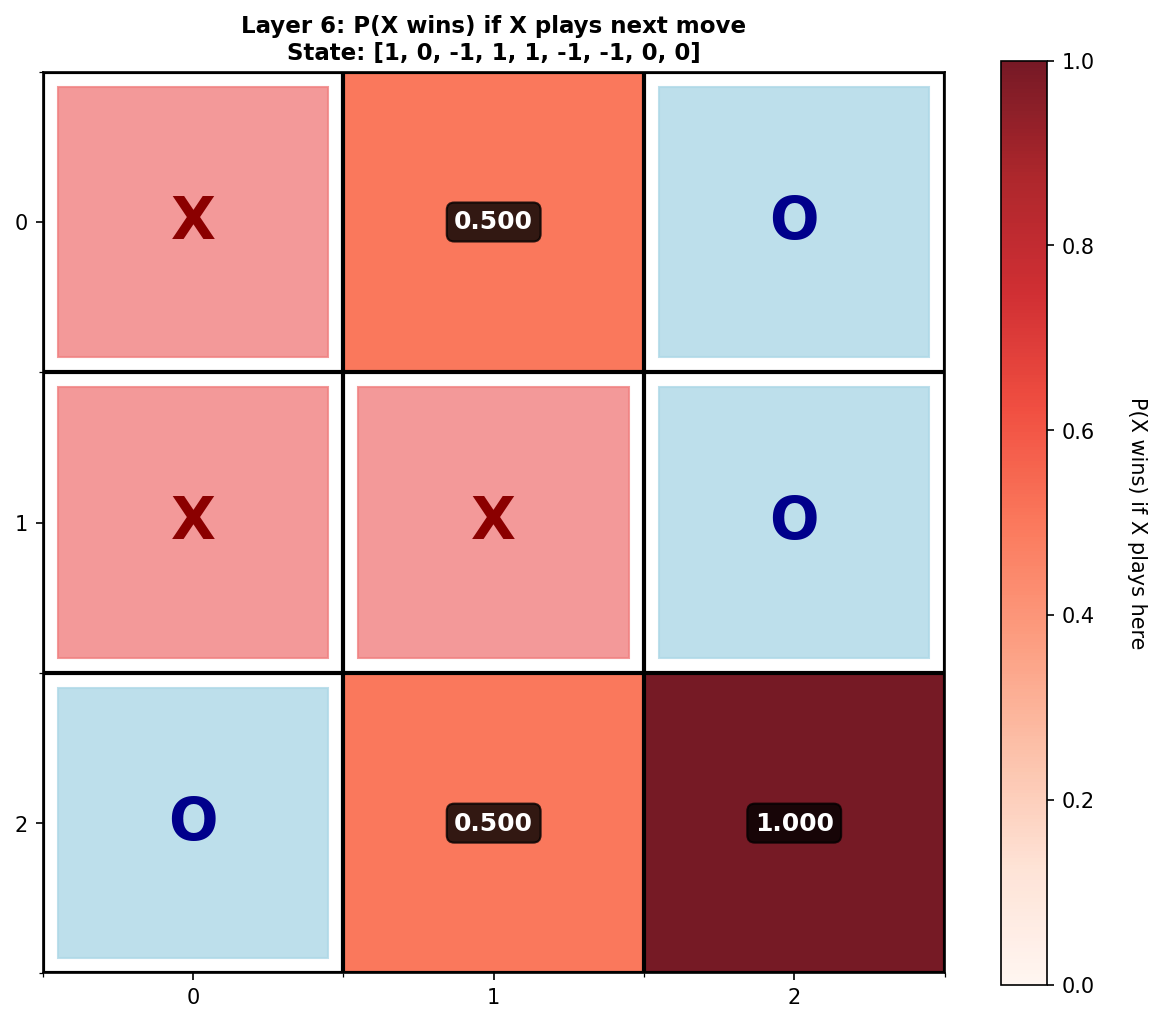 Layer 6: P(X wins) if X plays next move
State: [1, 0, -1, 1, 1, -1, -1, 0, 0]
0
X
0.500
O
1
X
X
O
2
O
0.500
1.000
0
1
2
1.0
0.8
0.6
0.4
0.2
0.0
P(X wins) if X plays here